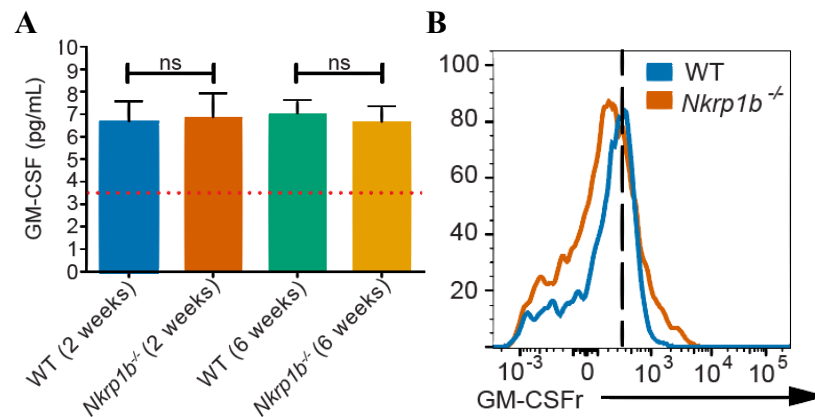 A
GM-CSF (pg/mL)
10
9
8
7
6
5
4
3
2
1
0
ns
ns
WT (2 weeks)
Nkrp1b-/- (2 weeks)
WT (6 weeks)
Nkrp1b-/- (6 weeks)
B
100
80
60
40
20
WT
Nkrp1b -/-
10-3 0 103 104 105
GM-CSFr